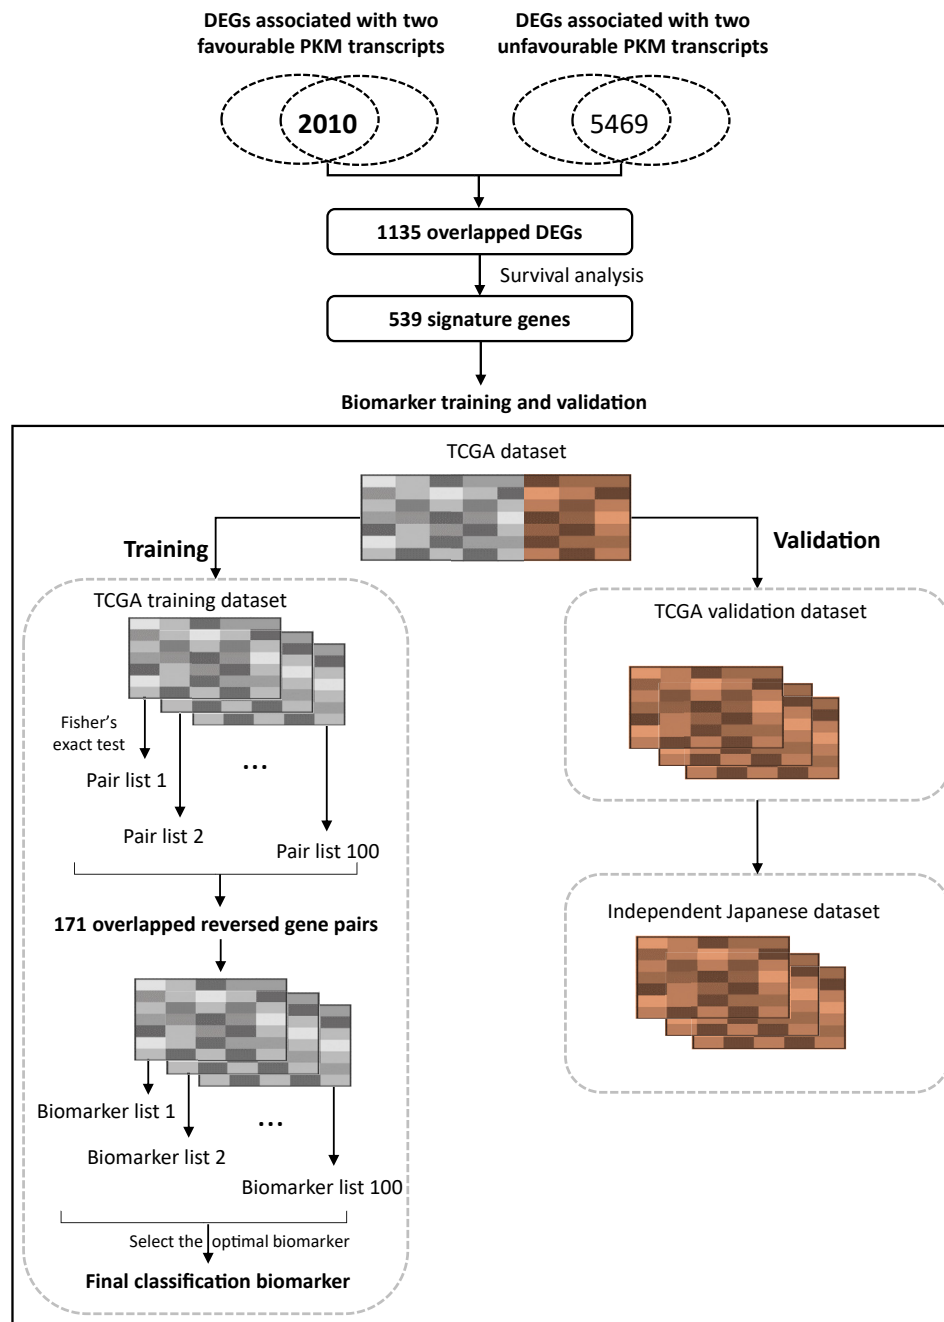 DEGs associated with two
favourable PKM transcripts
DEGs associated with two
unfavourable PKM transcripts
2010
5469
1135 overlapped DEGs
Survival analysis
539 signature genes
Biomarker training and validation
TCGA dataset
Training
Validation
TCGA training dataset
Fisher's
exact test
Pair list 1
...
Pair list 2
Pair list 100
171 overlapped reversed gene pairs
Biomarker list 1
...
Biomarker list 2
Biomarker list 100
Select the optimal biomarker
Final classification biomarker
TCGA validation dataset
Independent Japanese dataset